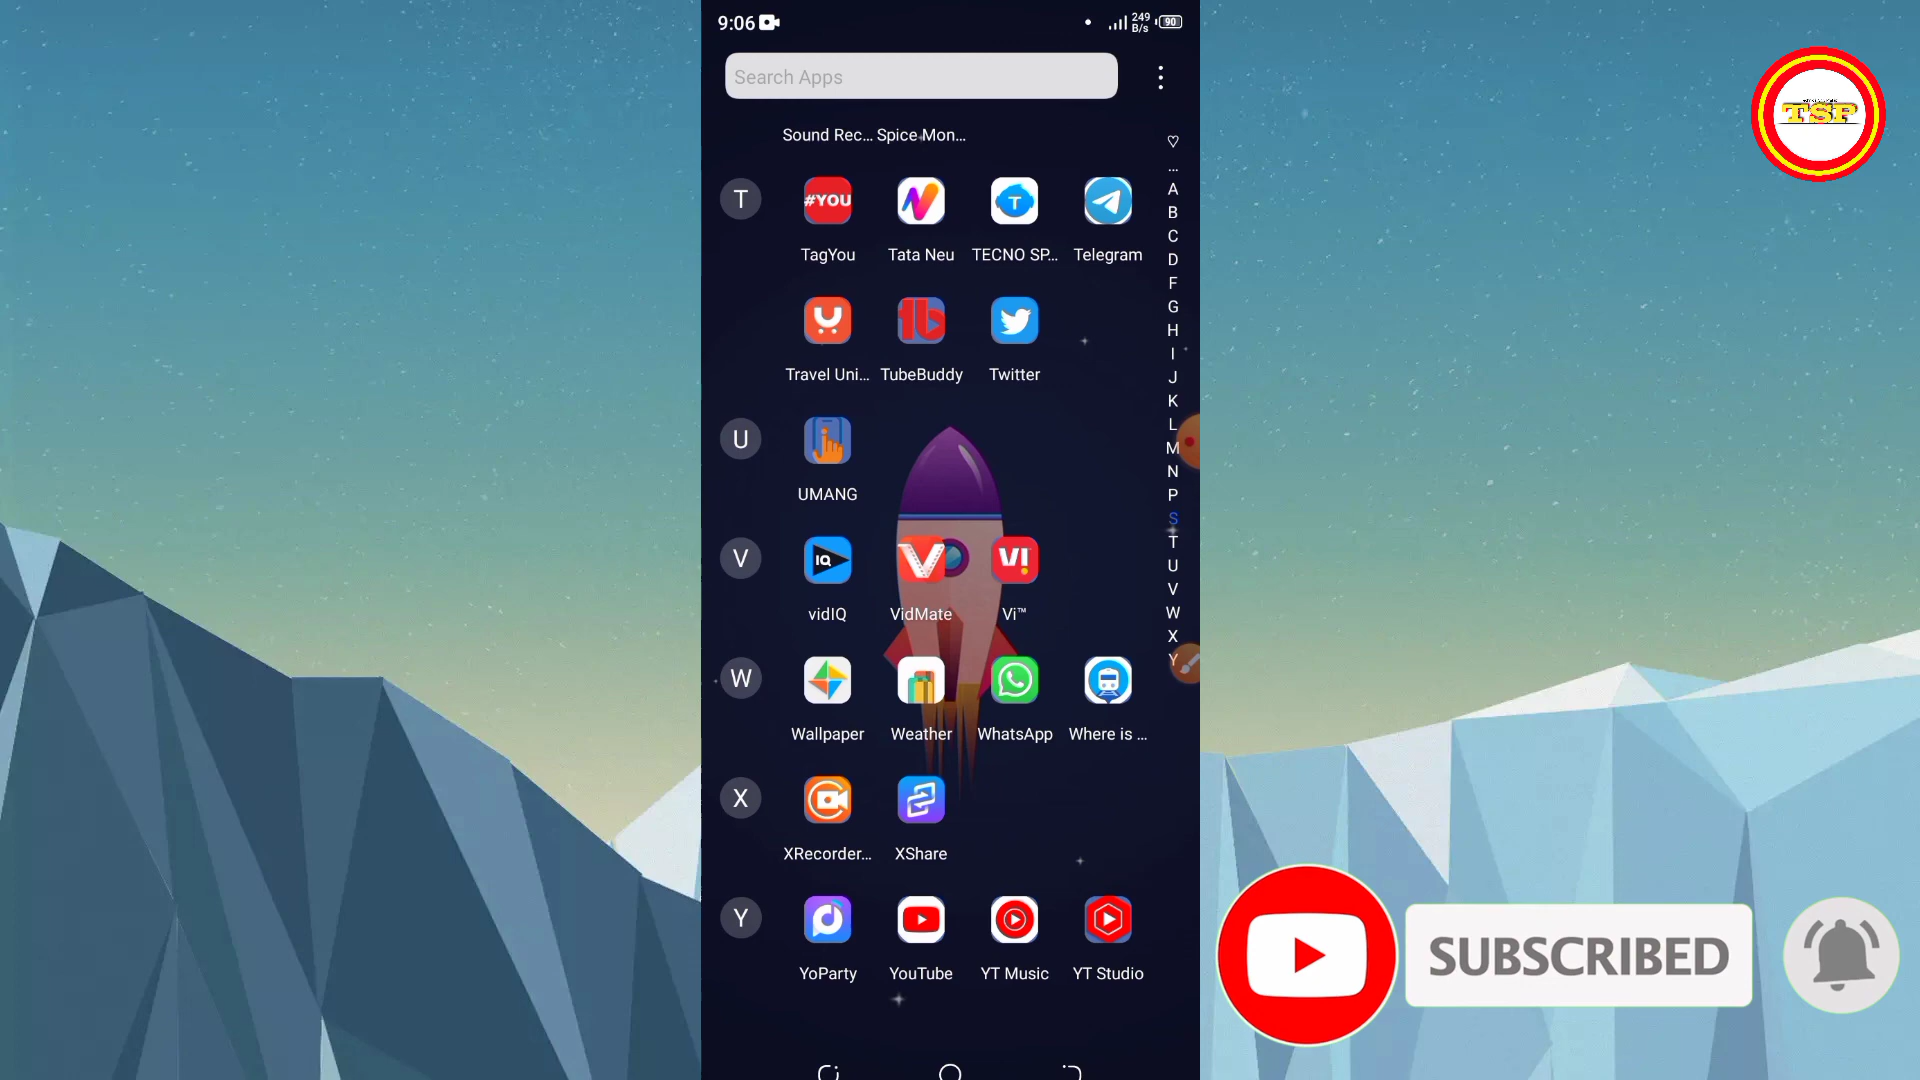 9:06
249
B/s
90
Search Apps
Sound Rec... Spice Mon...
♡
...
A
B
C
D
F
G
H
I
J
K
L
M
N
P
S
T
U
V
W
X
Y
T
#YOU
T
TagYou
Tata Neu
TECNO SP...
Telegram
Travel Uni...
TubeBuddy
Twitter
U
UMANG
V
IQ
V!
vidIQ
VidMate
Vi™
W
Wallpaper
Weather
WhatsApp
Where is ...
X
XRecorder...
XShare
Y
YoParty
YouTube
YT Music
YT Studio
TSP
SUBSCRIBED